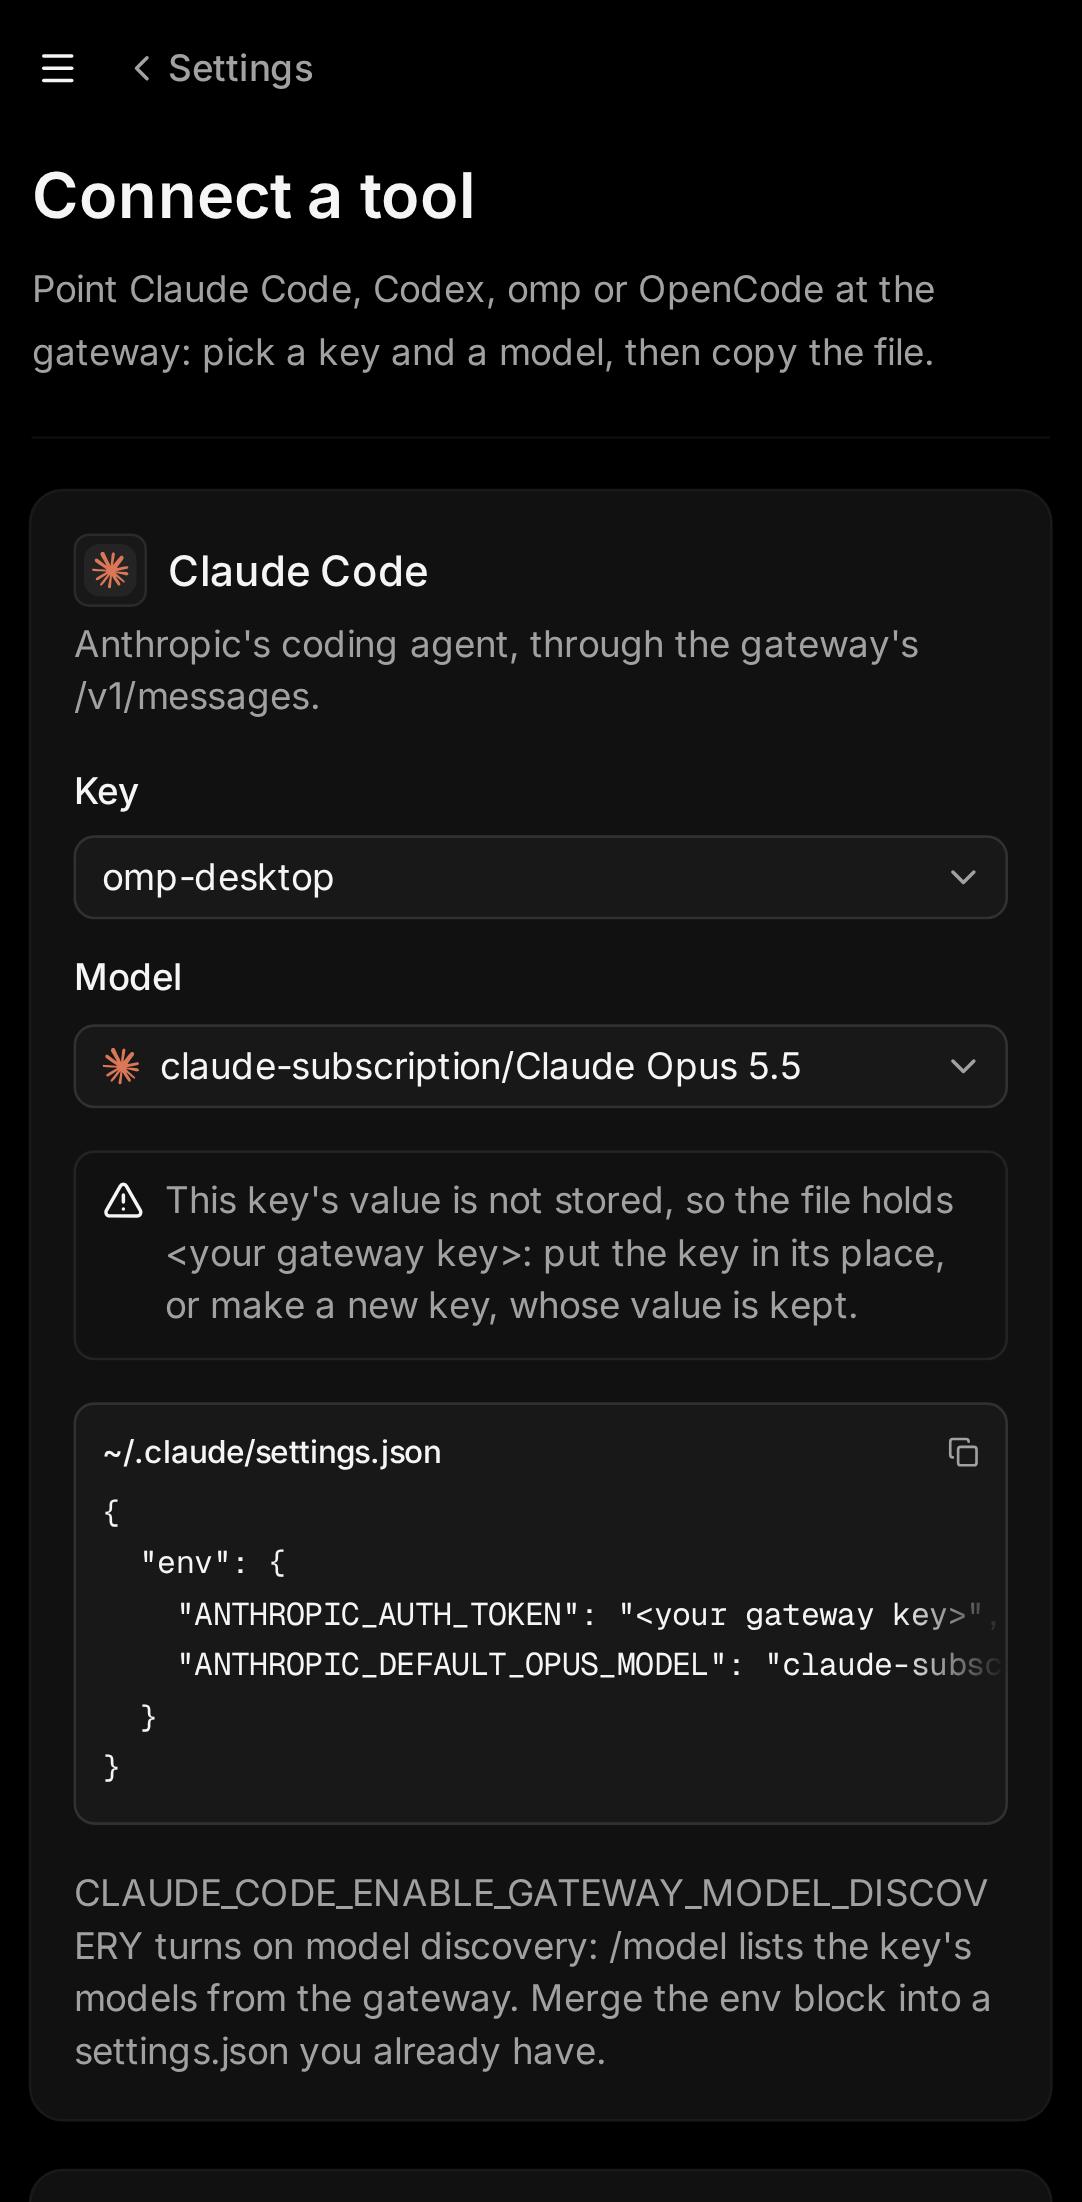 Settings
Connect a tool
Point Claude Code, Codex, omp or OpenCode at the
gateway: pick a key and a model, then copy the file.
Claude Code
Anthropic's coding agent, through the gateway's
/v1/messages.
Key
omp-desktop
Model
claude-subscription/Claude Opus 5.5
This key's value is not stored, so the file holds
<your gateway key>: put the key in its place,
or make a new key, whose value is kept.
~/.claude/settings.json
{
  "env": {
    "ANTHROPIC_AUTH_TOKEN": "<your gateway key>",
    "ANTHROPIC_DEFAULT_OPUS_MODEL": "claude-subsc
  }
}
CLAUDE_CODE_ENABLE_GATEWAY_MODEL_DISCOV
ERY turns on model discovery: /model lists the key's
models from the gateway. Merge the env block into a
settings.json you already have.